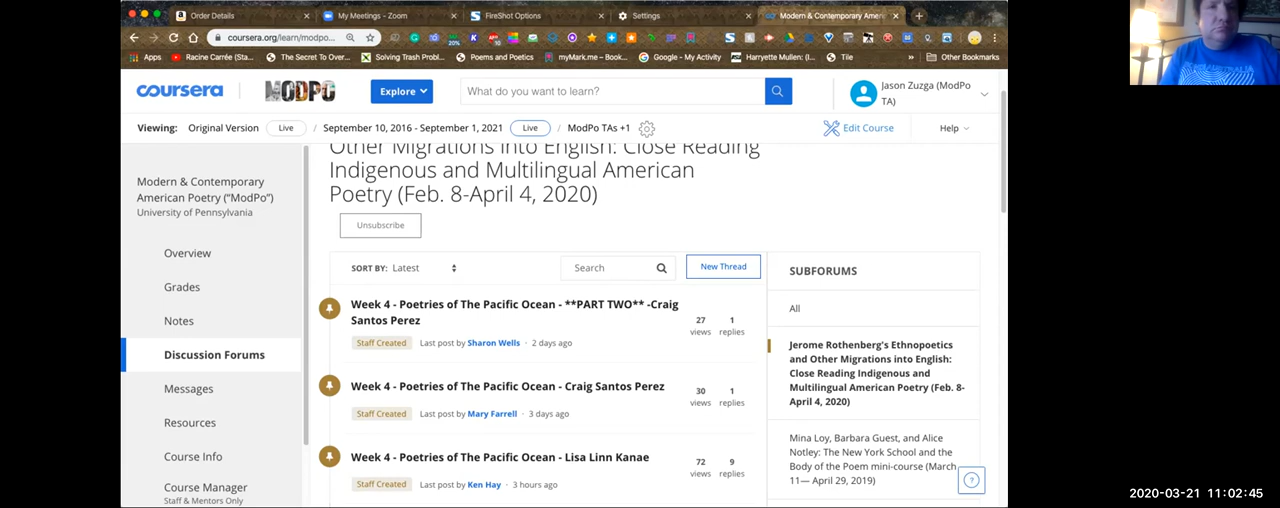 Order Details
My Meetings - Zoom
FireShot Options
Settings
Modern & Contemporary Ame
coursera.org/learn/modpo...
Apps
Racine Carrée (Sta...
The Secret To Over...
Solving Trash Probl...
Poems and Poetics
myMark.me – Book...
Google - My Activity
Harryette Mullen: (I...
Tile
»
Other Bookmarks
coursera
MODPO
Explore
What do you want to learn?
Jason Zuzga (ModPo
TA)
Viewing:
Original Version
Live
/ September 10, 2016 - September 1, 2021
Live
/ ModPo TAs +1
Edit Course
Help
Modern & Contemporary
American Poetry (“ModPo”)
University of Pennsylvania
Overview
Grades
Notes
Discussion Forums
Messages
Resources
Course Info
Course Manager
Staff & Mentors Only
Other Migrations into English: Close Reading
Indigenous and Multilingual American
Poetry (Feb. 8-April 4, 2020)
Unsubscribe
SORT BY: Latest
Search
New Thread
Week 4 - Poetries of The Pacific Ocean - **PART TWO** -Craig
Santos Perez
Staff Created Last post by Sharon Wells · 2 days ago
27 1
views replies
Week 4 - Poetries of The Pacific Ocean - Craig Santos Perez
Staff Created Last post by Mary Farrell · 3 days ago
30 1
views replies
Week 4 - Poetries of The Pacific Ocean - Lisa Linn Kanae
Staff Created Last post by Ken Hay · 3 hours ago
72 9
views replies
SUBFORUMS
All
Jerome Rothenberg's Ethnopoetics
and Other Migrations into English:
Close Reading Indigenous and
Multilingual American Poetry (Feb. 8-
April 4, 2020)
Mina Loy, Barbara Guest, and Alice
Notley: The New York School and the
Body of the Poem mini-course (March
11— April 29, 2019)
?
2020-03-21 11:02:45